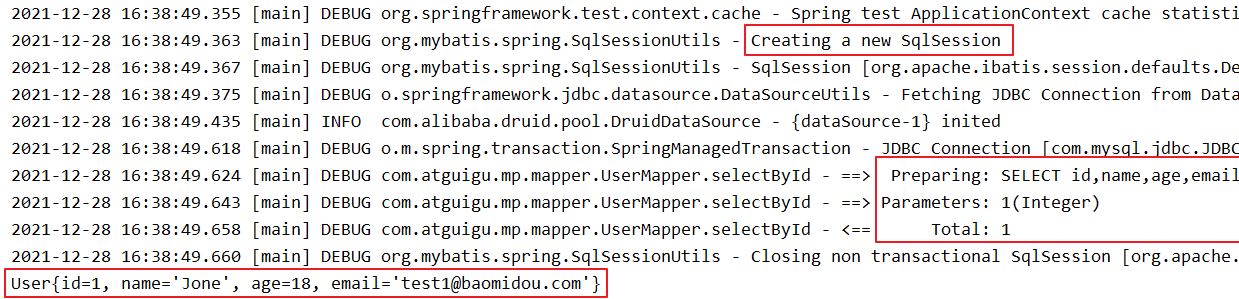 2021-12-28 16:38:49.355 [main] DEBUG org.springframework.test.context.cache - Spring test ApplicationContext cache statisti
2021-12-28 16:38:49.363 [main] DEBUG org.mybatis.spring.SqlSessionUtils - Creating a new SqlSession
2021-12-28 16:38:49.367 [main] DEBUG org.mybatis.spring.SqlSessionUtils - SqlSession [org.apache.ibatis.session.defaults.De
2021-12-28 16:38:49.375 [main] DEBUG o.springframework.jdbc.datasource.DataSourceUtils - Fetching JDBC Connection from Data
2021-12-28 16:38:49.435 [main] INFO  com.alibaba.druid.pool.DruidDataSource - {dataSource-1} inited
2021-12-28 16:38:49.618 [main] DEBUG o.m.spring.transaction.SpringManagedTransaction - JDBC Connection [com.mysql.jdbc.JDBC
2021-12-28 16:38:49.624 [main] DEBUG com.atguigu.mp.mapper.UserMapper.selectById - ==>  Preparing: SELECT id,name,age,email
2021-12-28 16:38:49.643 [main] DEBUG com.atguigu.mp.mapper.UserMapper.selectById - ==> Parameters: 1(Integer)
2021-12-28 16:38:49.658 [main] DEBUG com.atguigu.mp.mapper.UserMapper.selectById - <==      Total: 1
2021-12-28 16:38:49.660 [main] DEBUG org.mybatis.spring.SqlSessionUtils - Closing non transactional SqlSession [org.apache.
User{id=1, name='Jone', age=18, email='test1@baomidou.com'}